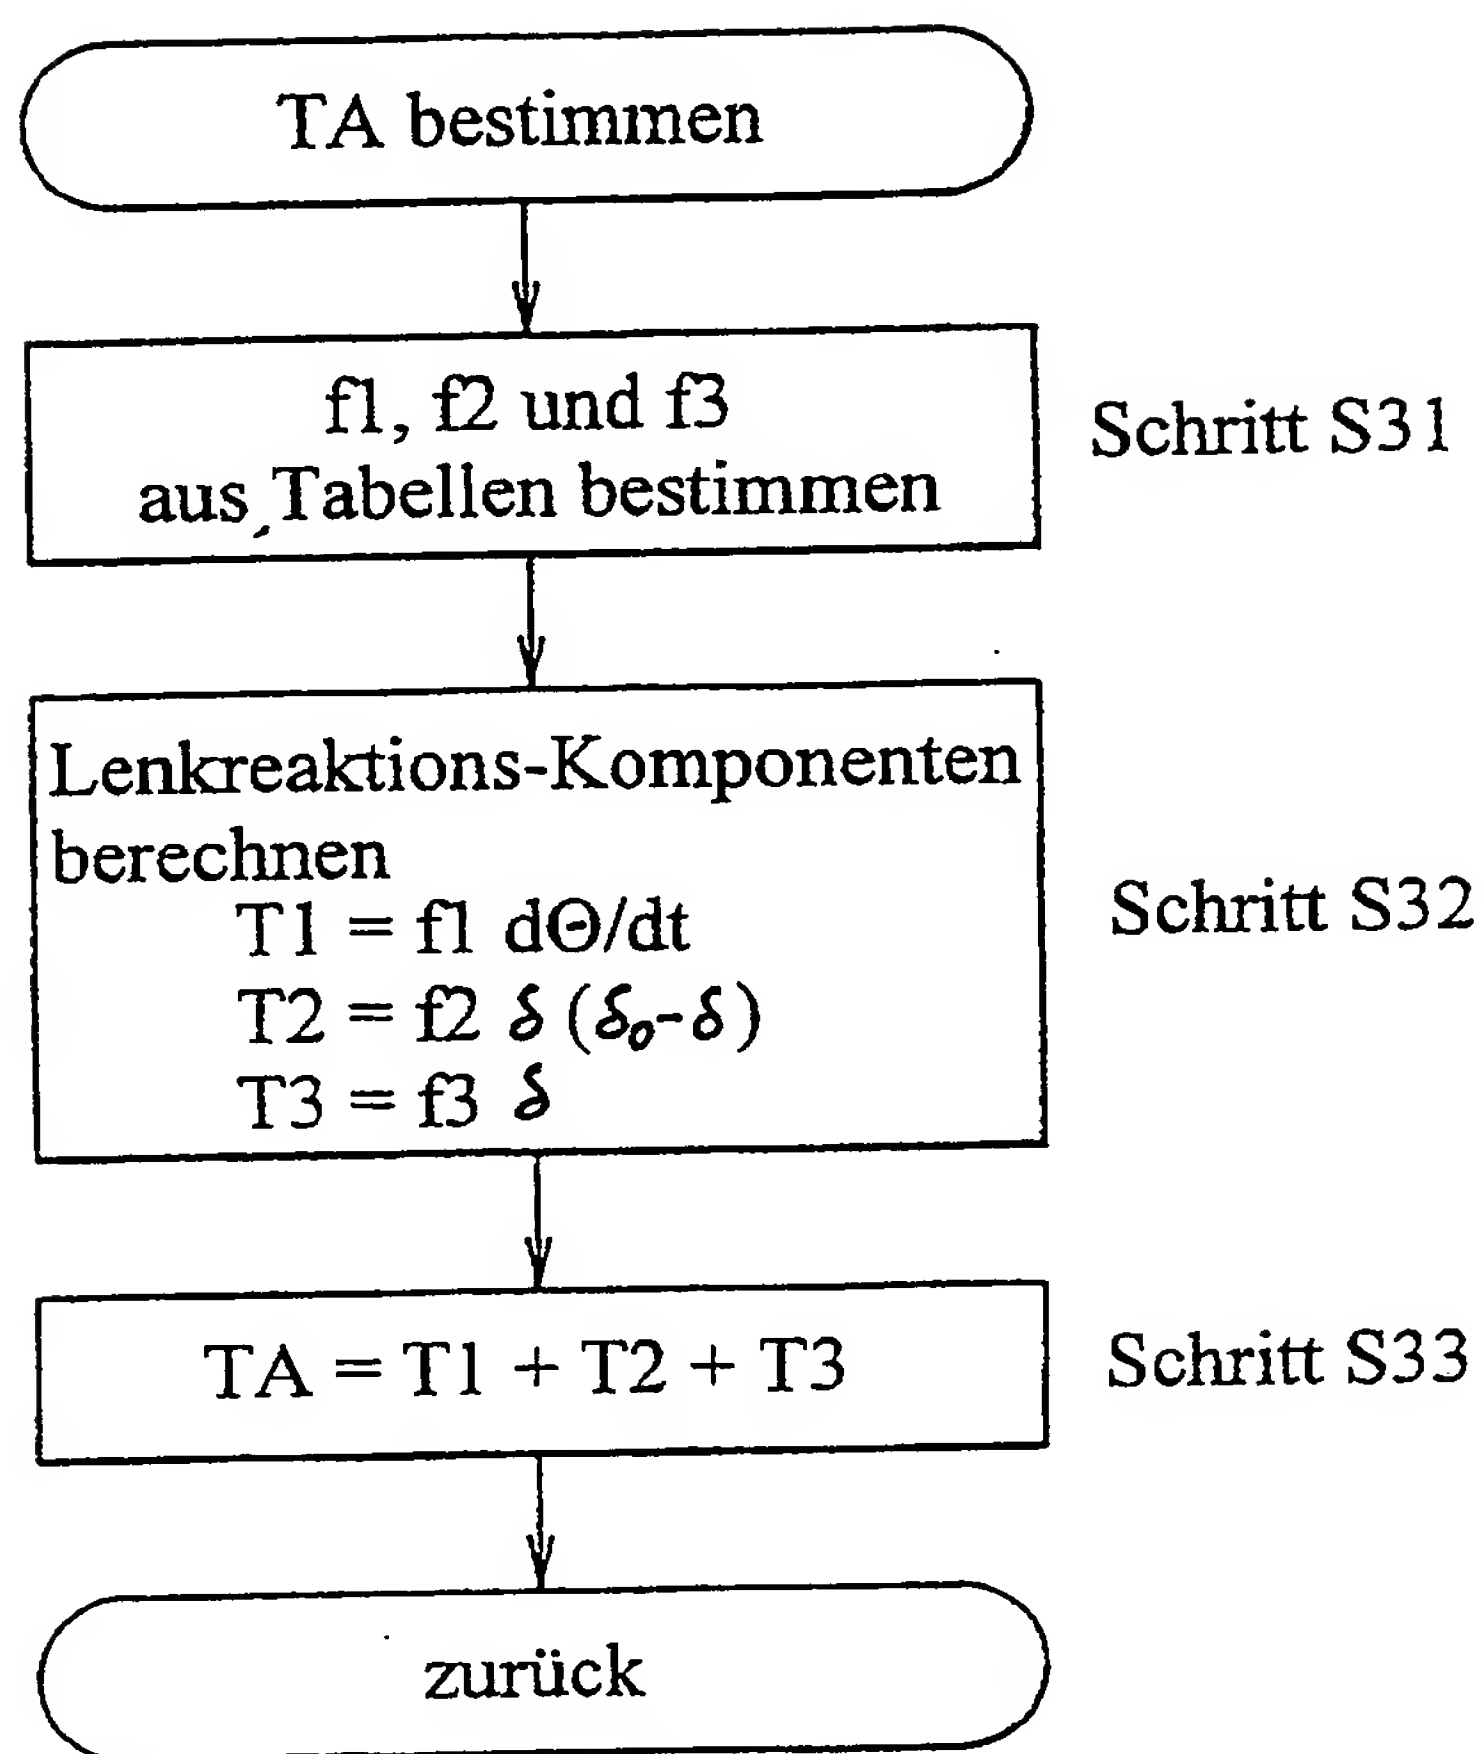 TA bestimmen
f1, f2 und f3
aus Tabellen bestimmen
Schritt S31
Lenkreaktions-Komponenten
berechnen
T1 = f1 dΘ/dt
T2 = f2 δ (δ₀-δ)
T3 = f3 δ
Schritt S32
TA = T1 + T2 + T3
Schritt S33
zurück